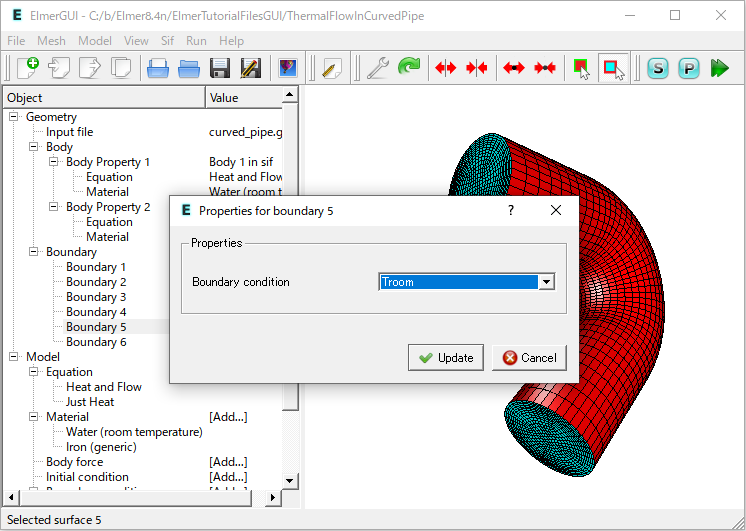 ElmerGUI - C:/b/Elmer8.4n/ElmerTutorialFilesGUI/ThermalFlowInCurvedPipe
File Mesh Model View Sif Run Help
S P
Object Value
Geometry
Input file curved_pipe.g
Body
Body Property 1 Body 1 in sif
Equation Heat and Flow
Material Water (room t
Body Property 2
Equation
Material
Boundary
Boundary 1
Boundary 2
Boundary 3
Boundary 4
Boundary 5
Boundary 6
Model
Equation
Heat and Flow
Just Heat
Material [Add...]
Water (room temperature)
Iron (generic)
Body force [Add...]
Initial condition [Add...]
E Properties for boundary 5 ?
Properties
Boundary condition Troom
Update Cancel
Selected surface 5